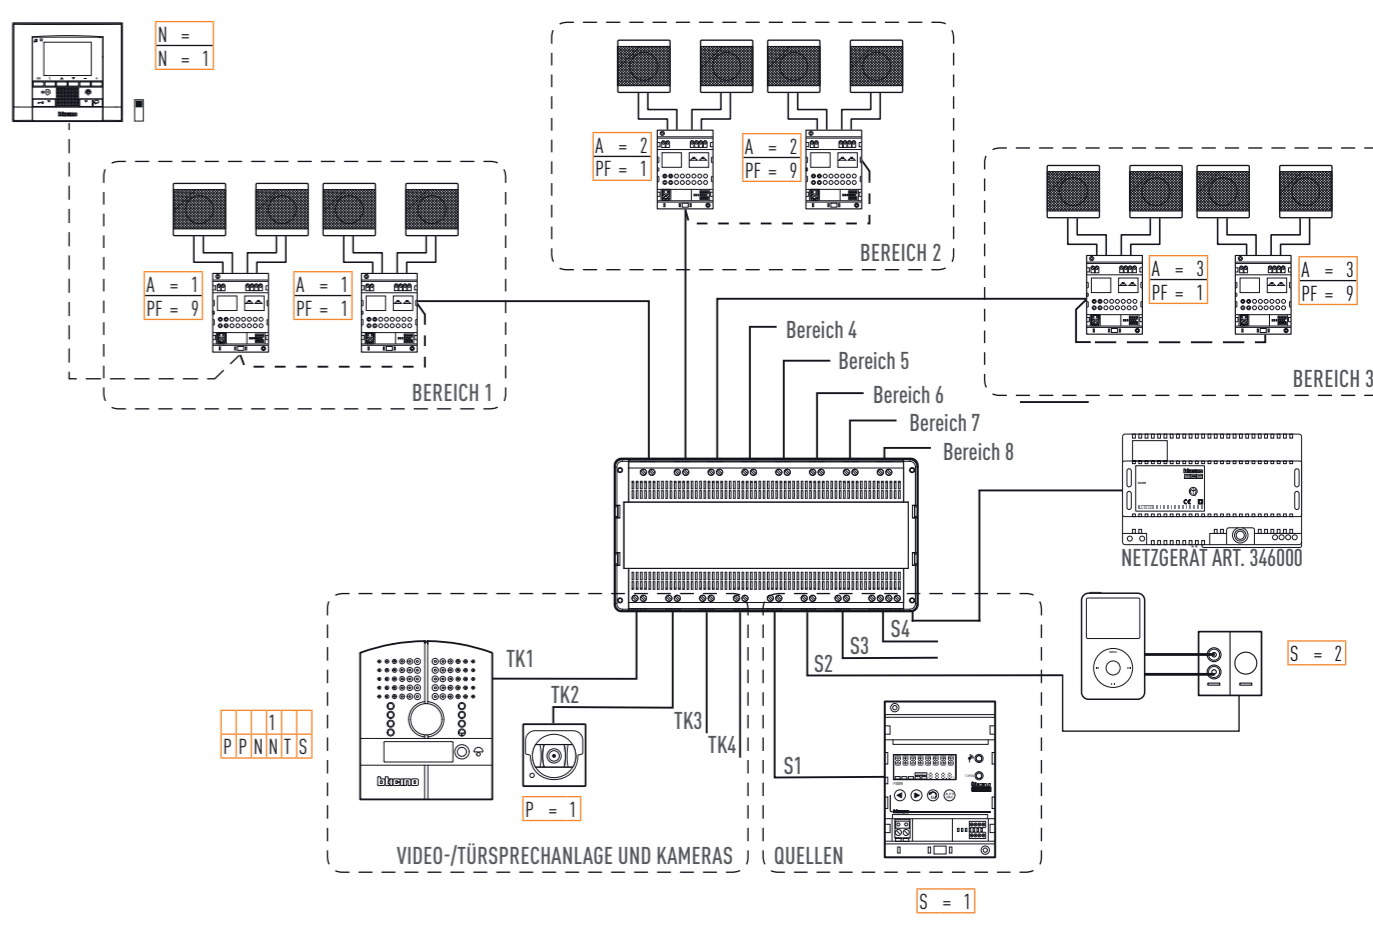 N =
N = 1
A = 2
PF = 1
A = 2
PF = 9
BEREICH 2
A = 1
PF = 9
A = 1
PF = 1
BEREICH 1
A = 3
PF = 1
A = 3
PF = 9
BEREICH 3
Bereich 4
Bereich 5
Bereich 6
Bereich 7
Bereich 8
NETZGERÄT ART. 346000
TK1
TK2
TK3
TK4
S4
S3
S2
S1
S = 2
1
P P N N T S
bticino
P = 1
VIDEO-/TÜRSPRECHANLAGE UND KAMERAS
QUELLEN
S = 1